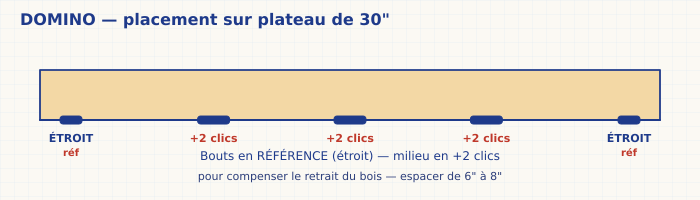 DOMINO — placement sur plateau de 30"
ÉTROIT +2 clics +2 clics +2 clics ÉTROIT
réf réf
Bouts en RÉFÉRENCE (étroit) — milieu en +2 clics
pour compenser le retrait du bois — espacer de 6" à 8"